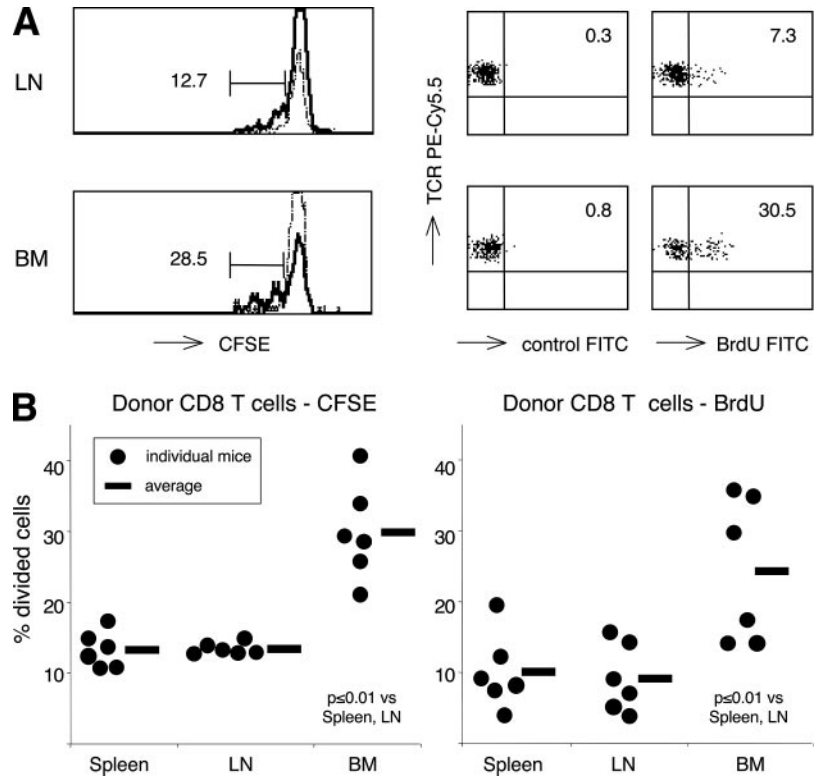 A
LN
12.7
0.3
7.3
BM
28.5
TCR PE-Cy5.5
0.8
30.5
CFSE
control FITC
BrdU FITC
B
Donor CD8 T cells - CFSE
% divided cells
40
30
20
10
individual mice
average
p≤0.01 vs
Spleen, LN
Spleen
LN
BM
Donor CD8 T cells - BrdU
40
30
20
10
p≤0.01 vs
Spleen, LN
Spleen
LN
BM